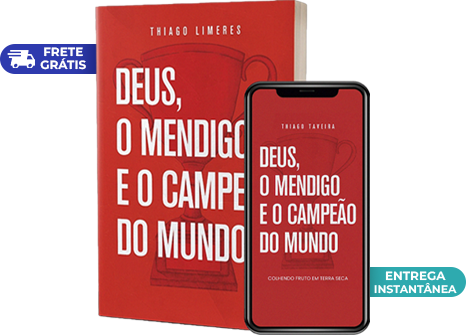 FRETE
GRÁTIS
THIAGO LIMERES
DEUS,
O MENDIGO
E O CAMPE
DO MUNDO
THIAGO TAVEIRA
DEUS,
O MENDIGO
E O CAMPEÃO
DO MUNDO
COLHENDO FRUTO EM TERRA SECA
ENTREGA
INSTANTÂNEA